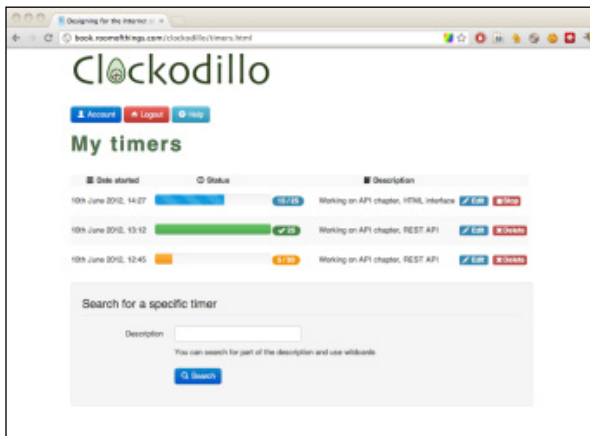 Designing for the Internet of
book.roomofthings.com/clockodillo/timers.html
Clockodillo
Account Logout Help
My timers
Date started Status Description
10th June 2012, 14:27 Working on API chapter, HTML interface Edit Stop
10th June 2012, 13:12 25 Working on API chapter, REST API Edit Delete
10th June 2012, 12:45 Working on API chapter, REST API Edit Delete
Search for a specific timer
Description
You can search for part of the description and use wildcards
Search